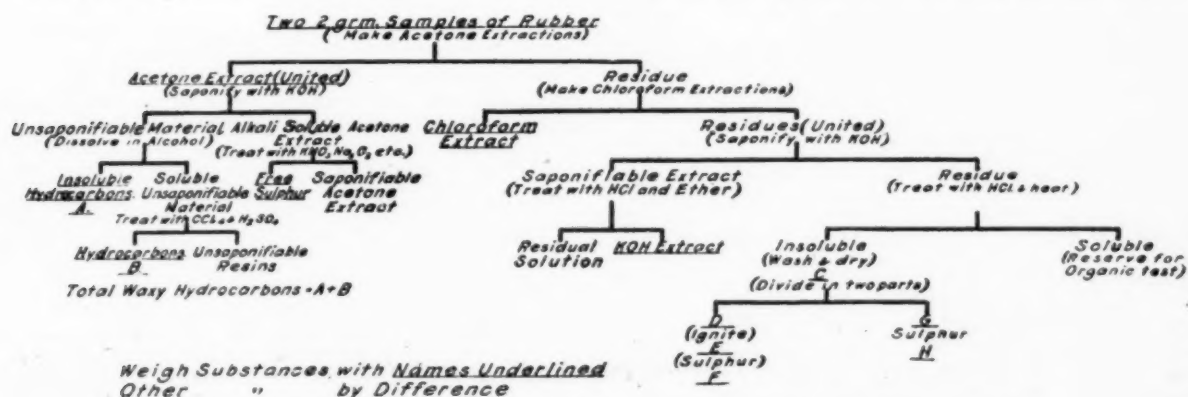 Two 2 grm. Samples of Rubber
(Make Acetone Extractions)
Acetone Extract (United)
(Saponify with KOH)
Residue
(Make Chloroform Extractions)
Unsaponifiable Material,
(Dissolve in Alcohol)
Alkali Soluble Acetone
Extract
(Treat with KNO3 Na2O2 etc.)
Chloroform
Extract
Residues (United)
(Saponify with KOH)
Insoluble
Hydrocarbons
A.
Soluble
Unsaponifiable
Material
Treat with CCL4 + H2SO4
Free
Sulphur
Saponifiable
Acetone
Extract
Saponifiable Extract
(Treat with HCl and Ether)
Residue
(Treat with HCL & heat)
Hydrocarbons
B
Unsaponifiable
Resins
Total Waxy Hydrocarbons = A+B
Residual
Solution
KOH Extract
Insoluble
(Wash & dry)
C
(Divide in two parts)
Soluble
(Reserve for
Organic test)
D
(Ignite)
E
(Sulphur)
F
G
Sulphur
H
Weigh Substances with Names Underlined
Other " by Difference